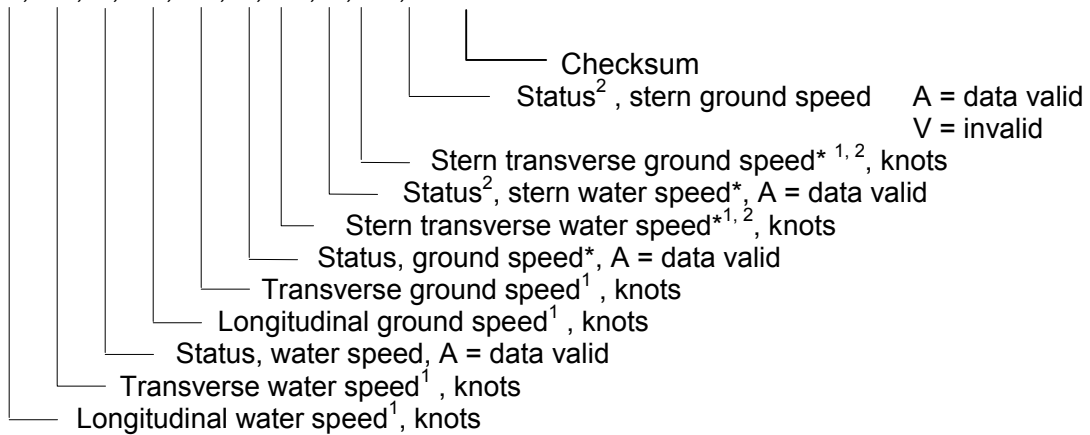 Checksum
Status2 , stern ground speed A = data valid
V = invalid
Stern transverse ground speed* 1, 2, knots
Status2, stern water speed*, A = data valid
Stern transverse water speed*1, 2, knots
Status, ground speed*, A = data valid
Transverse ground speed1 , knots
Longitudinal ground speed1 , knots
Status, water speed, A = data valid
Transverse water speed1 , knots
Longitudinal water speed1, knots